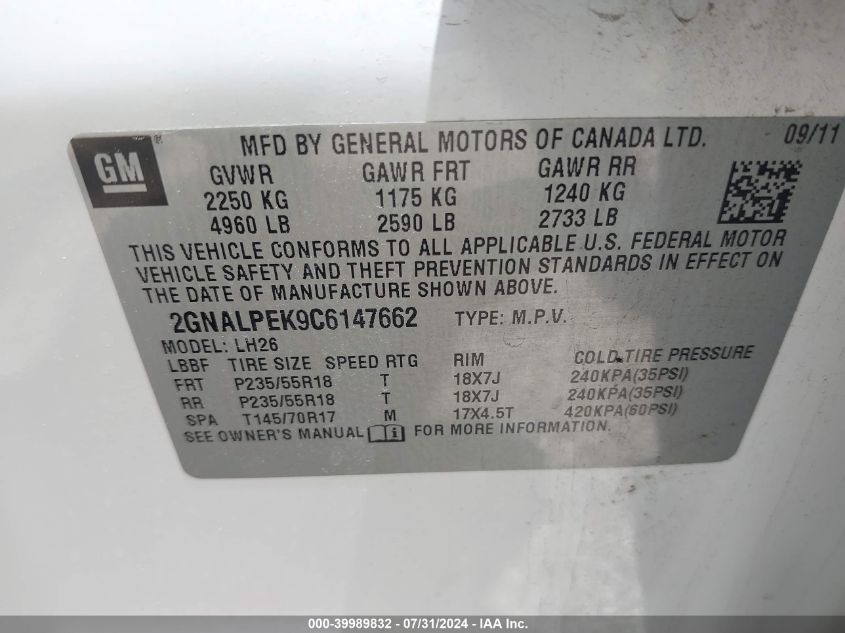 GM ® MFD BY GENERAL MOTORS OF CANADA LTD. 09/11
GVWR GAWR FRT GAWR RR
2250 KG 1175 KG 1240 KG
4960 LB 2590 LB 2733 LB
THIS VEHICLE CONFORMS TO ALL APPLICABLE U.S. FEDERAL MOTOR
VEHICLE SAFETY AND THEFT PREVENTION STANDARDS IN EFFECT ON
THE DATE OF MANUFACTURE SHOWN ABOVE.
2GNALPEK9C6147662 TYPE: M.P.V.
MODEL: LH26
LBBF TIRE SIZE SPEED RTG RIM COLD TIRE PRESSURE
FRT P235/55R18 T 18X7J 240KPA(35PSI)
RR P235/55R18 T 18X7J 240KPA(35PSI)
SPA T145/70R17 M 17X4.5T 420KPA(60PSI)
SEE OWNER'S MANUAL FOR MORE INFORMATION.
000-39989832 - 07/31/2024 - IAA Inc.